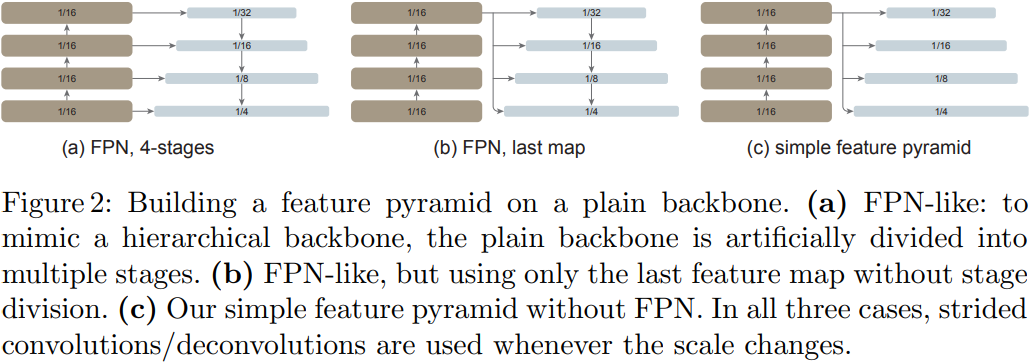 1/16 1/32 1/16 1/32 1/16 1/32
1/16 1/16 1/16 1/16 1/16 1/16
1/16 1/8 1/16 1/8 1/16 1/8
1/16 1/4 1/16 1/4 1/16 1/4
(a) FPN, 4-stages (b) FPN, last map (c) simple feature pyramid
Figure 2: Building a feature pyramid on a plain backbone. (a) FPN-like: to
mimic a hierarchical backbone, the plain backbone is artificially divided into
multiple stages. (b) FPN-like, but using only the last feature map without stage
division. (c) Our simple feature pyramid without FPN. In all three cases, strided
convolutions/deconvolutions are used whenever the scale changes.